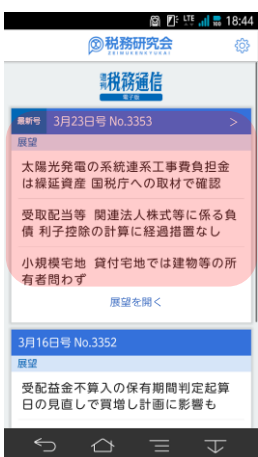 LTE 18:44
税務研究会
ZEIMUKENKYUKAI
週刊 税務通信
電子版
最新号 3月23日号 No.3353 >
展望
太陽光発電の系統連系工事費負担金
は繰延資産 国税庁への取材で確認
受取配当等 関連法人株式等に係る負
債 利子控除の計算に経過措置なし
小規模宅地 貸付宅地では建物等の所
有者問わず
展望を開く
3月16日号 No.3352
展望
受配益金不算入の保有期間判定起算
日の見直しで買増し計画に影響も